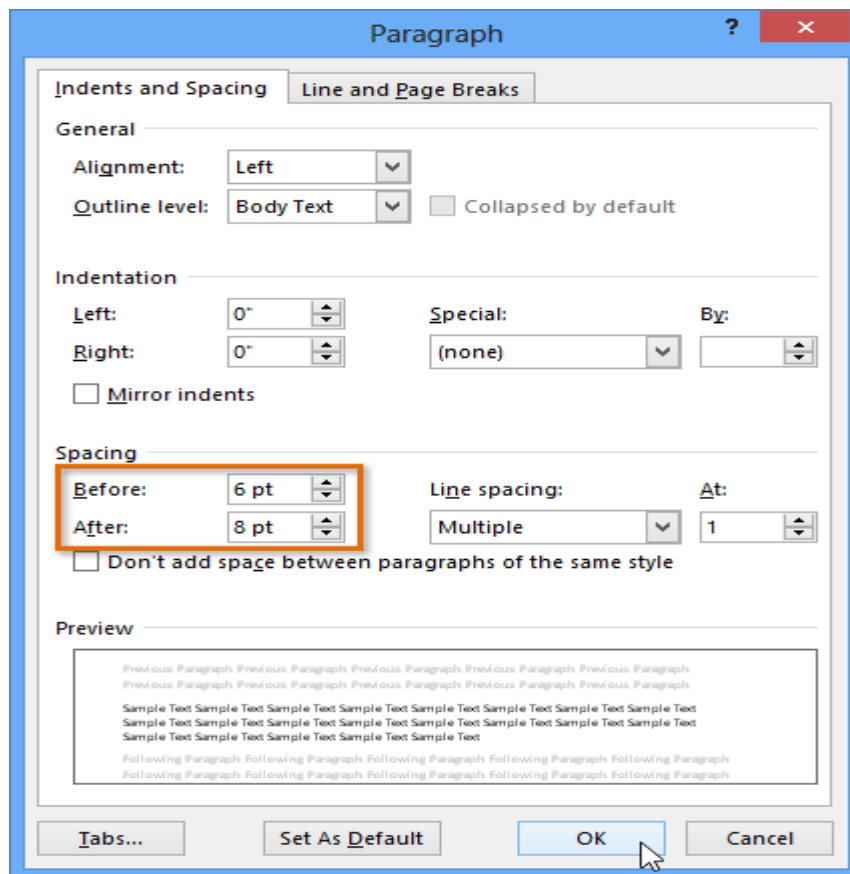 Paragraph ?
Indents and Spacing Line and Page Breaks
General
Alignment: Left
Outline level: Body Text Collapsed by default
Indentation
Left: 0" Special: By:
Right: 0" (none)
Mirror indents
Spacing
Before: 6 pt Line spacing: At:
After: 8 pt Multiple 1
Don't add space between paragraphs of the same style
Preview
Previous Paragraph Previous Paragraph Previous Paragraph Previous Paragraph Previous Paragraph
Previous Paragraph Previous Paragraph Previous Paragraph Previous Paragraph Previous Paragraph
Sample Text Sample Text Sample Text Sample Text Sample Text Sample Text Sample Text Sample Text
Sample Text Sample Text Sample Text Sample Text Sample Text Sample Text Sample Text Sample Text
Sample Text Sample Text Sample Text Sample Text Sample Text
Following Paragraph Following Paragraph Following Paragraph Following Paragraph Following Paragraph
Following Paragraph Following Paragraph Following Paragraph Following Paragraph Following Paragraph
Tabs... Set As Default OK Cancel